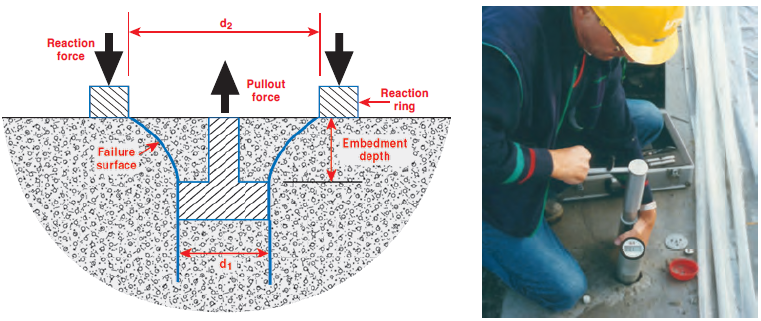 d2
Reaction
force
Pullout
force
Reaction
ring
Failure
surface
Embedment
depth
d1